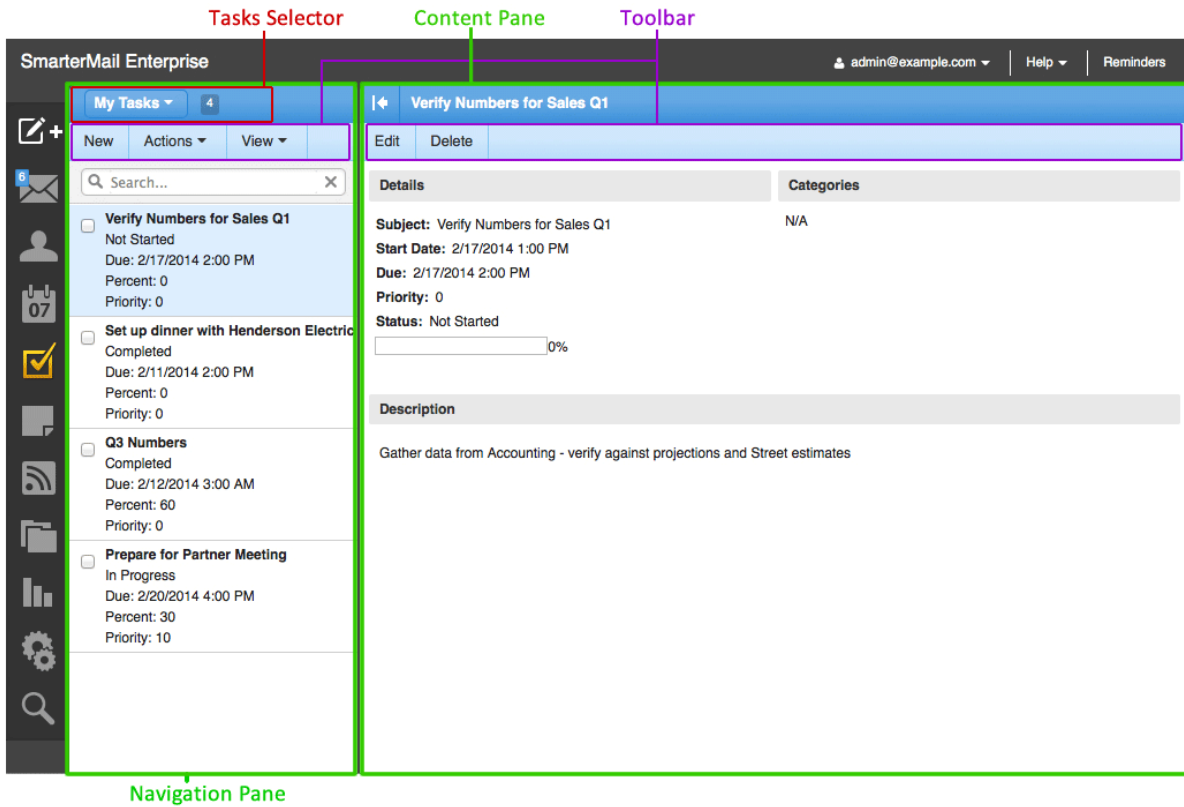 Tasks Selector
Content Pane
Toolbar
SmarterMail Enterprise
admin@example.com
Help
Reminders
My Tasks
4
Verify Numbers for Sales Q1
New
Actions
View
Edit
Delete
6
07
Search...
Verify Numbers for Sales Q1
Not Started
Due: 2/17/2014 2:00 PM
Percent: 0
Priority: 0
Set up dinner with Henderson Electric
Completed
Due: 2/11/2014 2:00 PM
Percent: 0
Priority: 0
Q3 Numbers
Completed
Due: 2/12/2014 3:00 AM
Percent: 60
Priority: 0
Prepare for Partner Meeting
In Progress
Due: 2/20/2014 4:00 PM
Percent: 30
Priority: 10
Details
Subject: Verify Numbers for Sales Q1
Start Date: 2/17/2014 1:00 PM
Due: 2/17/2014 2:00 PM
Priority: 0
Status: Not Started
0%
Categories
N/A
Description
Gather data from Accounting - verify against projections and Street estimates
Navigation Pane